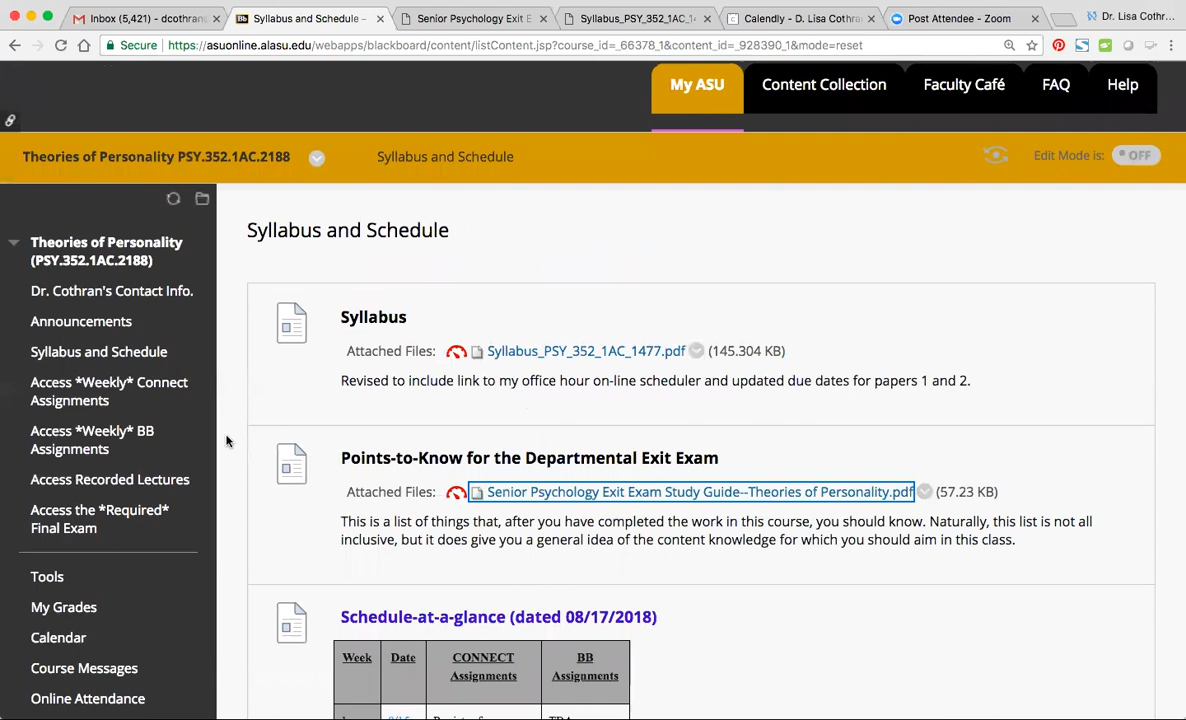 Inbox (5,421) - dcothran
Syllabus and Schedule –
Senior Psychology Exit E
Syllabus_PSY_352_1AC_1
Calendly - D. Lisa Cothra
Post Attendee - Zoom
Dr. Lisa Cothr...
Secure https://asuonline.alasu.edu/webapps/blackboard/content/listContent.jsp?course_id=_66378_1&content_id=_928390_1&mode=reset
My ASU
Content Collection
Faculty Café
FAQ
Help
Theories of Personality PSY.352.1AC.2188
Syllabus and Schedule
Edit Mode is:
OFF
Theories of Personality
(PSY.352.1AC.2188)
Dr. Cothran's Contact Info.
Announcements
Syllabus and Schedule
Access *Weekly* Connect
Assignments
Access *Weekly* BB
Assignments
Access Recorded Lectures
Access the *Required*
Final Exam
Tools
My Grades
Calendar
Course Messages
Online Attendance
Syllabus and Schedule
Syllabus
Attached Files: Syllabus_PSY_352_1AC_1477.pdf (145.304 KB)
Revised to include link to my office hour on-line scheduler and updated due dates for papers 1 and 2.
Points-to-Know for the Departmental Exit Exam
Attached Files: Senior Psychology Exit Exam Study Guide--Theories of Personality.pdf (57.23 KB)
This is a list of things that, after you have completed the work in this course, you should know. Naturally, this list is not all
inclusive, but it does give you a general idea of the content knowledge for which you should aim in this class.
Schedule-at-a-glance (dated 08/17/2018)
Week Date CONNECT BB
Assignments Assignments